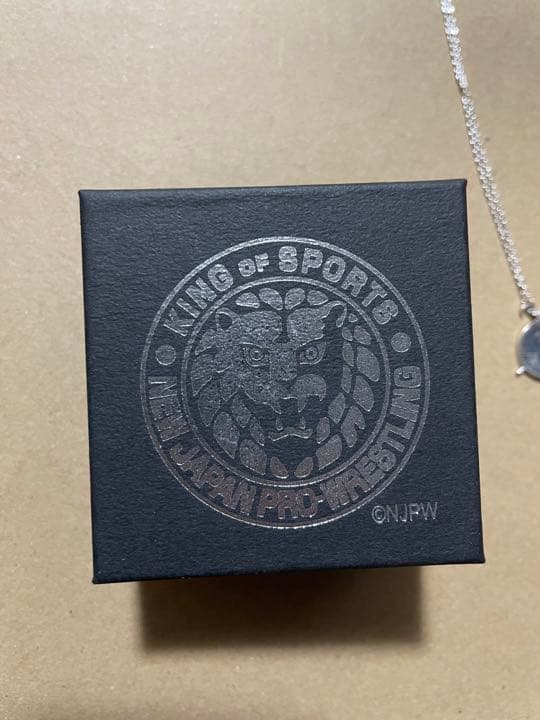 KING OF SPORTS
NEW JAPAN PRO-WRESTLING
©NJPW